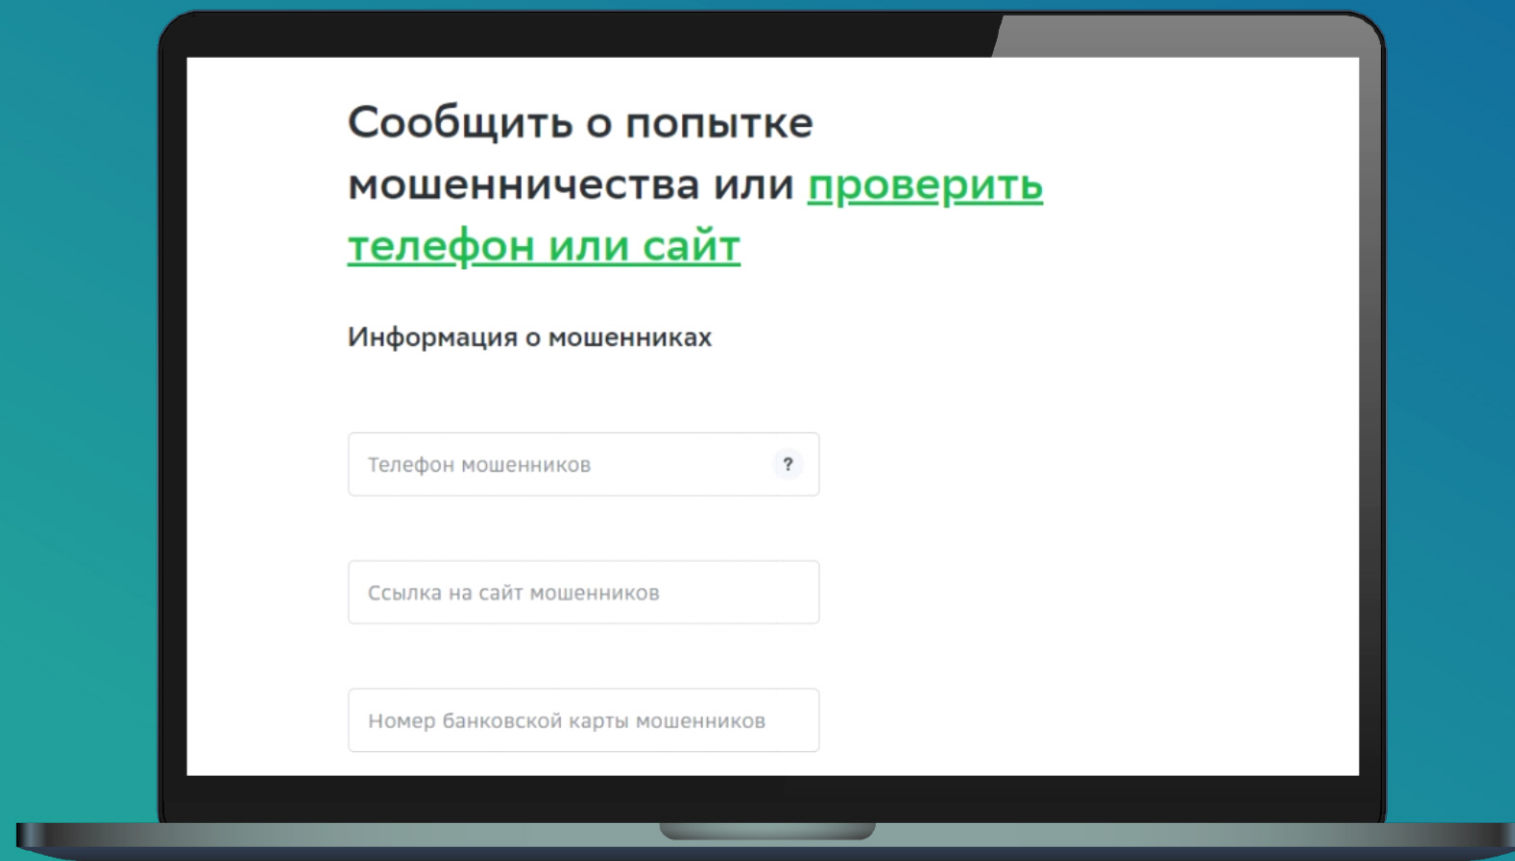 Сообщить о попытке
мошенничества или проверить
телефон или сайт
Информация о мошенниках
Телефон мошенников ?
Ссылка на сайт мошенников
Номер банковской карты мошенников